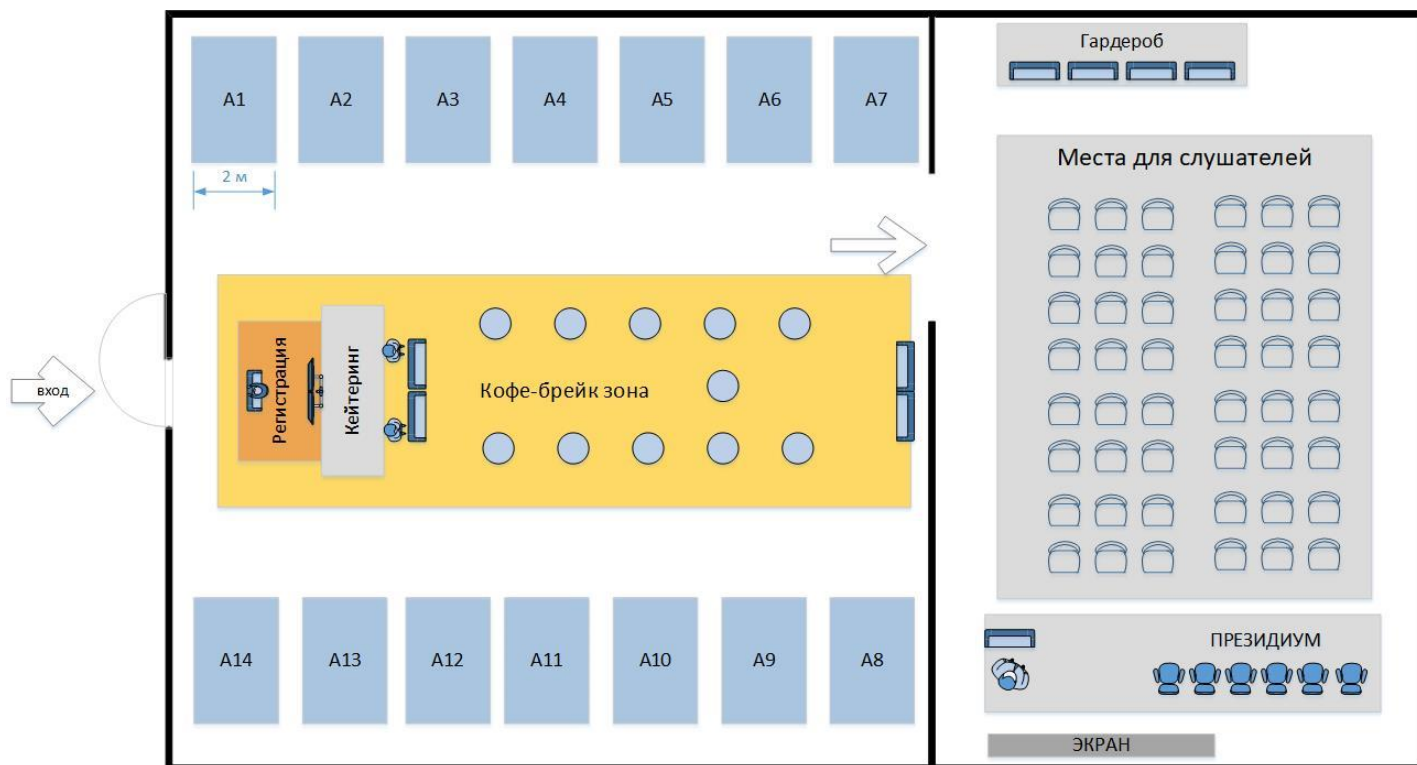 A1
A2
A3
A4
A5
A6
A7
2 м
Гардероб
Места для слушателей
вход
Регистрация
Кейтеринг
Кофе-брейк зона
A14
A13
A12
A11
A10
A9
A8
ПРЕЗИДИУМ
ЭКРАН